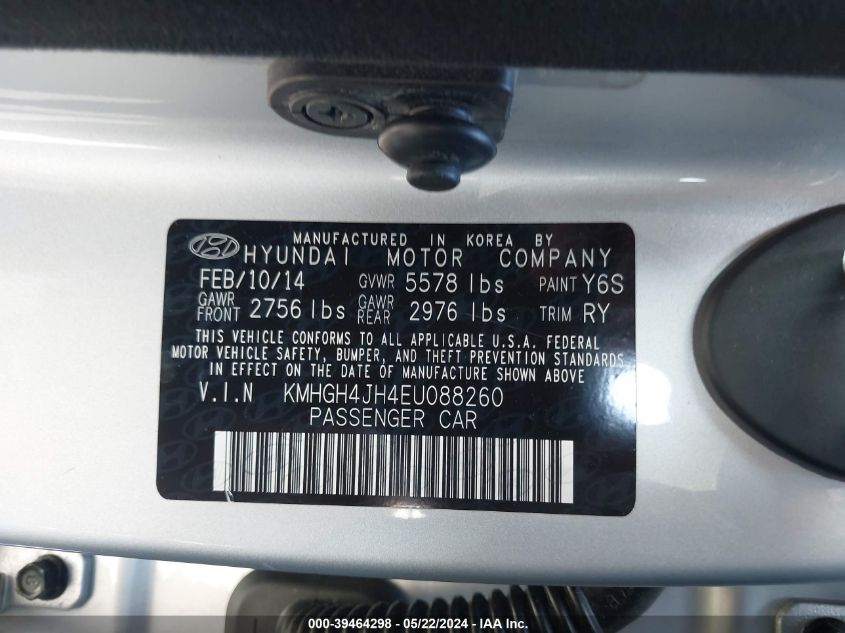 MANUFACTURED IN KOREA BY
HYUNDAI MOTOR COMPANY
FEB/10/14 GVWR 5578 lbs PAINT Y6S
GAWR FRONT 2756 lbs GAWR REAR 2976 lbs TRIM RY
THIS VEHICLE CONFORMS TO ALL APPLICABLE U.S.A. FEDERAL
MOTOR VEHICLE SAFETY, BUMPER, AND THEFT PREVENTION STANDARDS
IN EFFECT ON THE DATE OF MANUFACTURE SHOWN ABOVE
V.I.N KMHGH4JH4EU088260
PASSENGER CAR
000-39464298 - 05/22/2024 - IAA Inc.